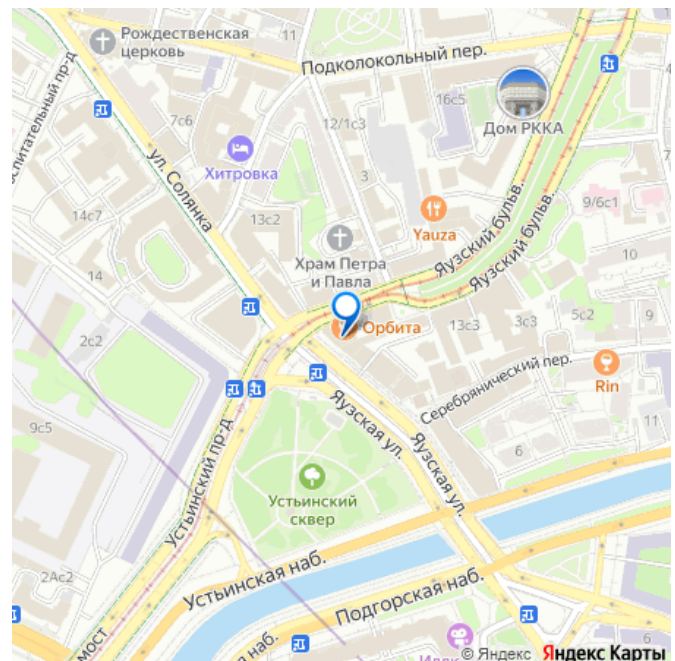 Рождественская
церковь
11
Подколокольный пер.
16с5
Дом РККА
7с6
12/1с3
ул. Солянка
Хитровка
3
Yauza
9/6с1
14с7
13с2
Храм Петра
и Павла
Яузский бульв.
Яузский бульв.
10
14
2с2
Орбита
13с3
3с3
5с2
9
Серебрянический пер.
Rin
9с5
Устьинский пр-д
Яузская ул.
Яузская ул.
6
11
Устьинский
сквер
2Ас2
Устьинская наб.
Подгорская наб.
мост
наб.
6
© Яндекс Яндекс Карты